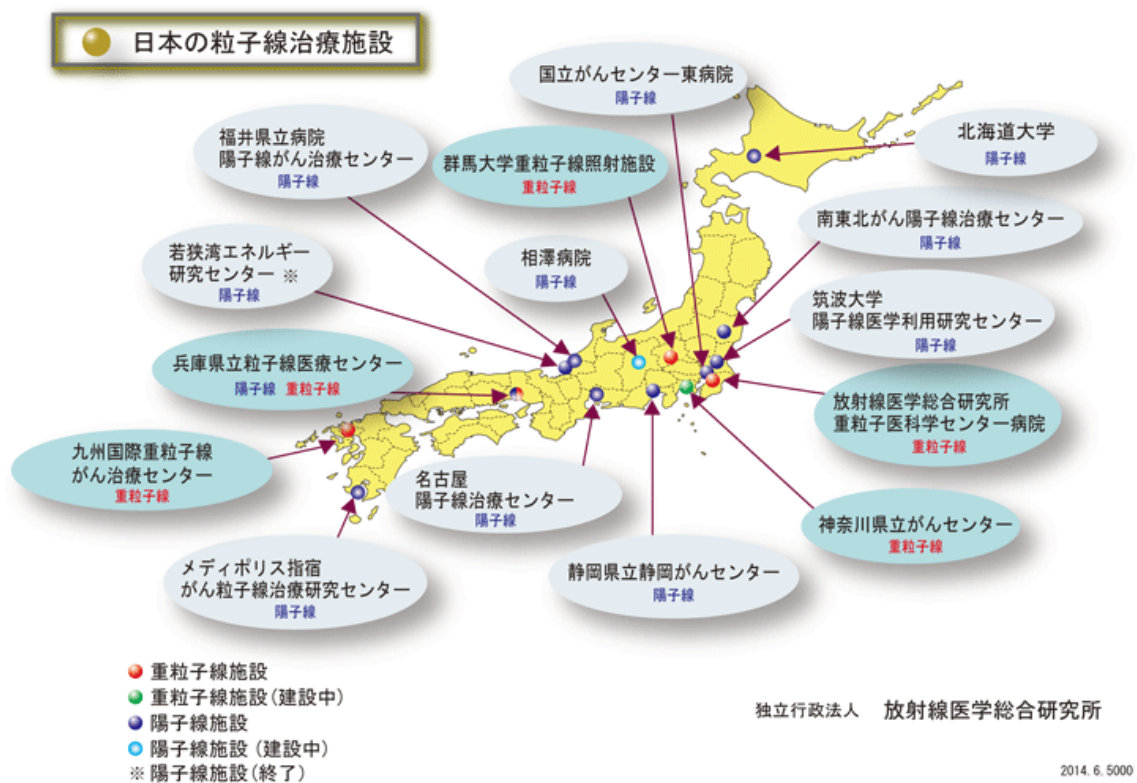 日本の粒子線治療施設
国立がんセンター東病院
陽子線
福井県立病院
陽子線がん治療センター
陽子線
群馬大学重粒子線照射施設
重粒子線
北海道大学
陽子線
南東北がん陽子線治療センター
陽子線
若狭湾エネルギー
研究センター ※
陽子線
相澤病院
陽子線
筑波大学
陽子線医学利用研究センター
陽子線
兵庫県立粒子線医療センター
陽子線 重粒子線
放射線医学総合研究所
重粒子医科学センター病院
重粒子線
九州国際重粒子線
がん治療センター
重粒子線
名古屋
陽子線治療センター
陽子線
神奈川県立がんセンター
重粒子線
メディポリス指宿
がん粒子線治療研究センター
陽子線
静岡県立静岡がんセンター
陽子線
重粒子線施設
重粒子線施設(建設中)
陽子線施設
陽子線施設(建設中)
※ 陽子線施設(終了)
独立行政法人 放射線医学総合研究所
2014.6.5000